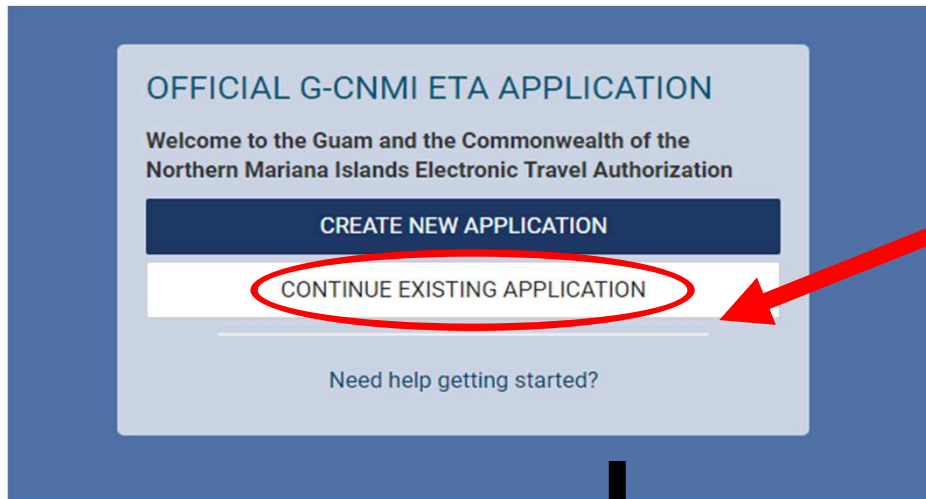 OFFICIAL G-CNMI ETA APPLICATION
Welcome to the Guam and the Commonwealth of the
Northern Mariana Islands Electronic Travel Authorization
CREATE NEW APPLICATION
CONTINUE EXISTING APPLICATION
Need help getting started?